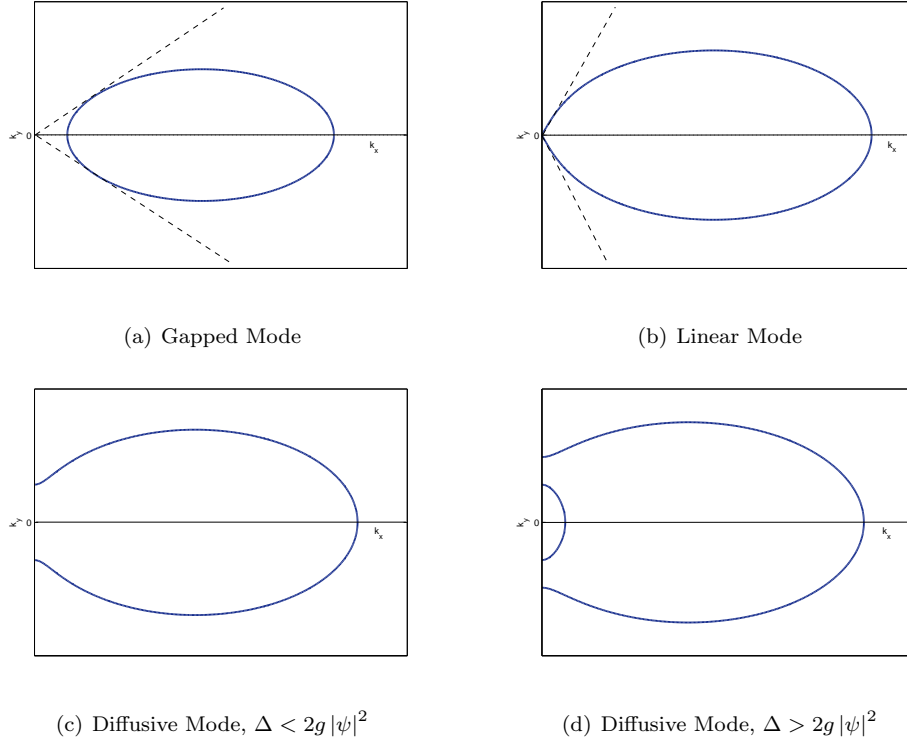 k_y
0
k_x
k_y
0
k_x
(a) Gapped Mode
(b) Linear Mode
k_y
0
k_x
k_y
0
k_x
(c) Diffusive Mode, Δ < 2g |ψ|²
(d) Diffusive Mode, Δ > 2g |ψ|²